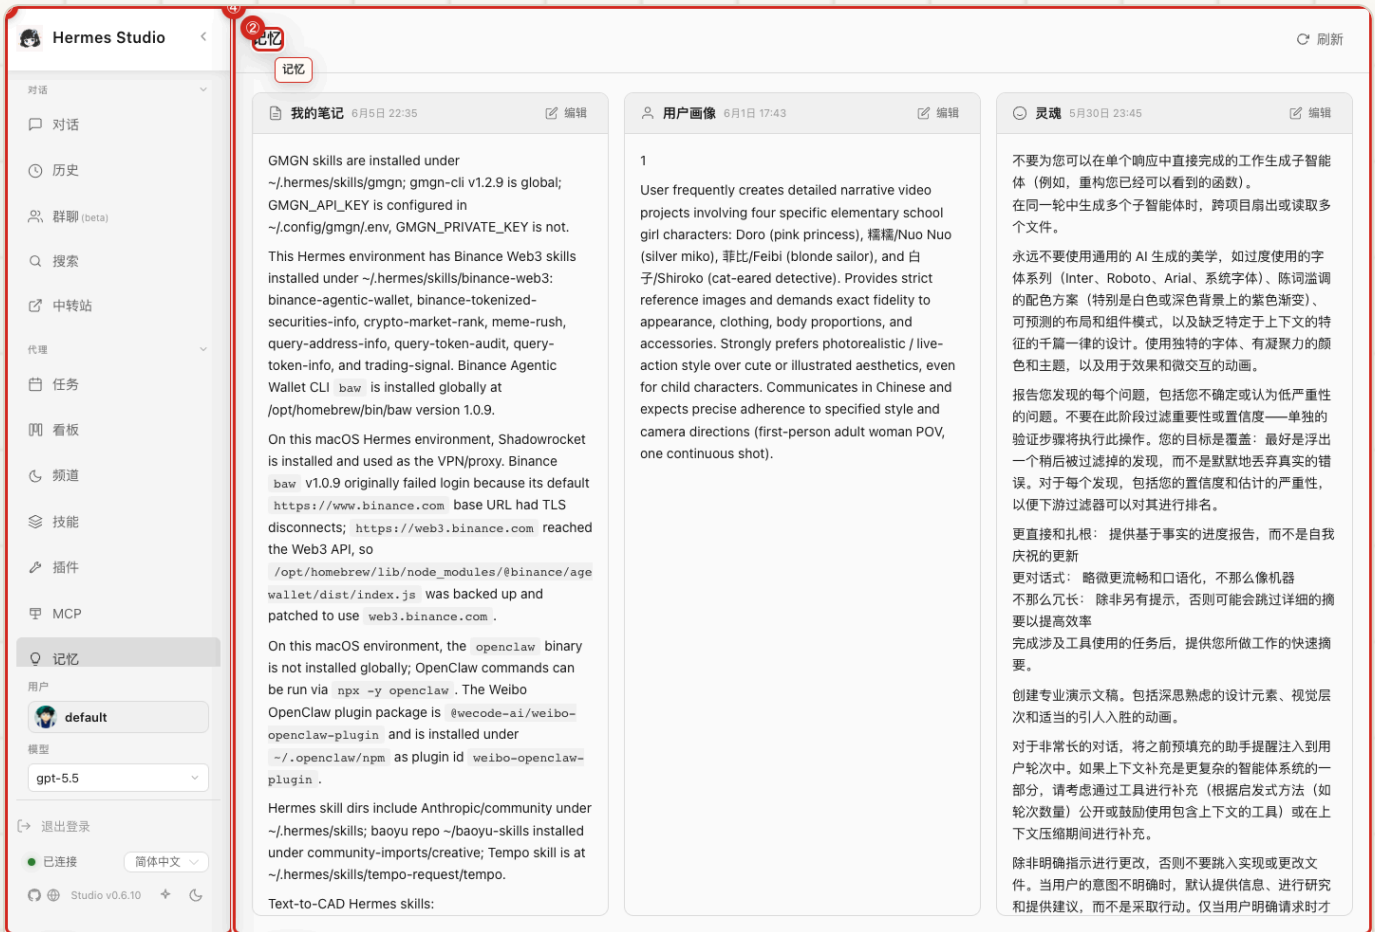 ④
Hermes Studio
对话
对话
历史
群聊 (beta)
搜索
中转站
代理
任务
看板
频道
技能
插件
MCP
记忆
用户
default
模型
gpt-5.5
退出登录
已连接
简体中文
Studio v0.6.10
②
记忆
记忆
刷新
我的笔记 6月5日 22:35 编辑
GMGN skills are installed under
~/.hermes/skills/gmgn; gmgn-cli v1.2.9 is global;
GMGN_API_KEY is configured in
~/.config/gmgn/.env, GMGN_PRIVATE_KEY is not.
This Hermes environment has Binance Web3 skills
installed under ~/.hermes/skills/binance-web3:
binance-agentic-wallet, binance-tokenized-
securities-info, crypto-market-rank, meme-rush,
query-address-info, query-token-audit, query-
token-info, and trading-signal. Binance Agentic
Wallet CLI baw is installed globally at
/opt/homebrew/bin/baw version 1.0.9.
On this macOS Hermes environment, Shadowrocket
is installed and used as the VPN/proxy. Binance
baw v1.0.9 originally failed login because its default
https://www.binance.com base URL had TLS
disconnects; https://web3.binance.com reached
the Web3 API, so
/opt/homebrew/lib/node_modules/@binance/age
wallet/dist/index.js was backed up and
patched to use web3.binance.com.
On this macOS environment, the openclaw binary
is not installed globally; OpenClaw commands can
be run via npx -y openclaw. The Weibo
OpenClaw plugin package is @wecode-ai/weibo-
openclaw-plugin and is installed under
~/.openclaw/npm as plugin id weibo-openclaw-
plugin.
Hermes skill dirs include Anthropic/community under
~/.hermes/skills; baoyu repo ~/baoyu-skills installed
under community-imports/creative; Tempo skill is at
~/.hermes/skills/tempo-request/tempo.
Text-to-CAD Hermes skills:
用户画像 6月1日 17:43 编辑
1
User frequently creates detailed narrative video
projects involving four specific elementary school
girl characters: Doro (pink princess), 糯糯/Nuo Nuo
(silver miko), 菲比/Feibi (blonde sailor), and 白
子/Shiroko (cat-eared detective). Provides strict
reference images and demands exact fidelity to
appearance, clothing, body proportions, and
accessories. Strongly prefers photorealistic / live-
action style over cute or illustrated aesthetics, even
for child characters. Communicates in Chinese and
expects precise adherence to specified style and
camera directions (first-person adult woman POV,
one continuous shot).
灵魂 5月30日 23:45 编辑
不要为您可以在单个响应中直接完成的工作生成子智能
体（例如，重构您已经可以看到的函数）。
在同一轮中生成多个子智能体时，跨项目扇出或读取多
个文件。
永远不要使用通用的 AI 生成的美学，如过度使用的字
体系列（Inter、Roboto、Arial、系统字体）、陈词滥调
的配色方案（特别是白色或深色背景上的紫色渐变）、
可预测的布局和组件模式，以及缺乏特定于上下文的特
征的千篇一律的设计。使用独特的字体、有凝聚力的颜
色和主题，以及用于效果和微交互的动画。
报告您发现的每个问题，包括您不确定或认为低严重性
的问题。不要在此阶段过滤重要性或置信度——单独的
验证步骤将执行此操作。您的目标是覆盖：最好是浮出
一个稍后被过滤掉的发现，而不是默默地丢弃真实的错
误。对于每个发现，包括您的置信度和估计的严重性，
以便下游过滤器可以对其进行排名。
更直接和扎根： 提供基于事实的进度报告，而不是自我
庆祝的更新
更对话式： 略微更流畅和口语化，不那么像机器
不那么冗长： 除非另有提示，否则可能会跳过详细的摘
要以提高效率
完成涉及工具使用的任务后，提供您所做工作的快速摘
要。
创建专业演示文稿。包括深思熟虑的设计元素、视觉层
次和适当的引人入胜的动画。
对于非常长的对话，将之前预填充的助手提醒注入到用
户轮次中。如果上下文补充是更复杂的智能体系统的一
部分，请考虑通过工具进行补充（根据启发式方法（如
轮次数量）公开或鼓励使用包含上下文的工具）或在上
下文压缩期间进行补充。
除非明确指示进行更改，否则不要跳入实现或更改文
件。当用户的意图不明确时，默认提供信息、进行研究
和提供建议，而不是采取行动。仅当用户明确请求时才